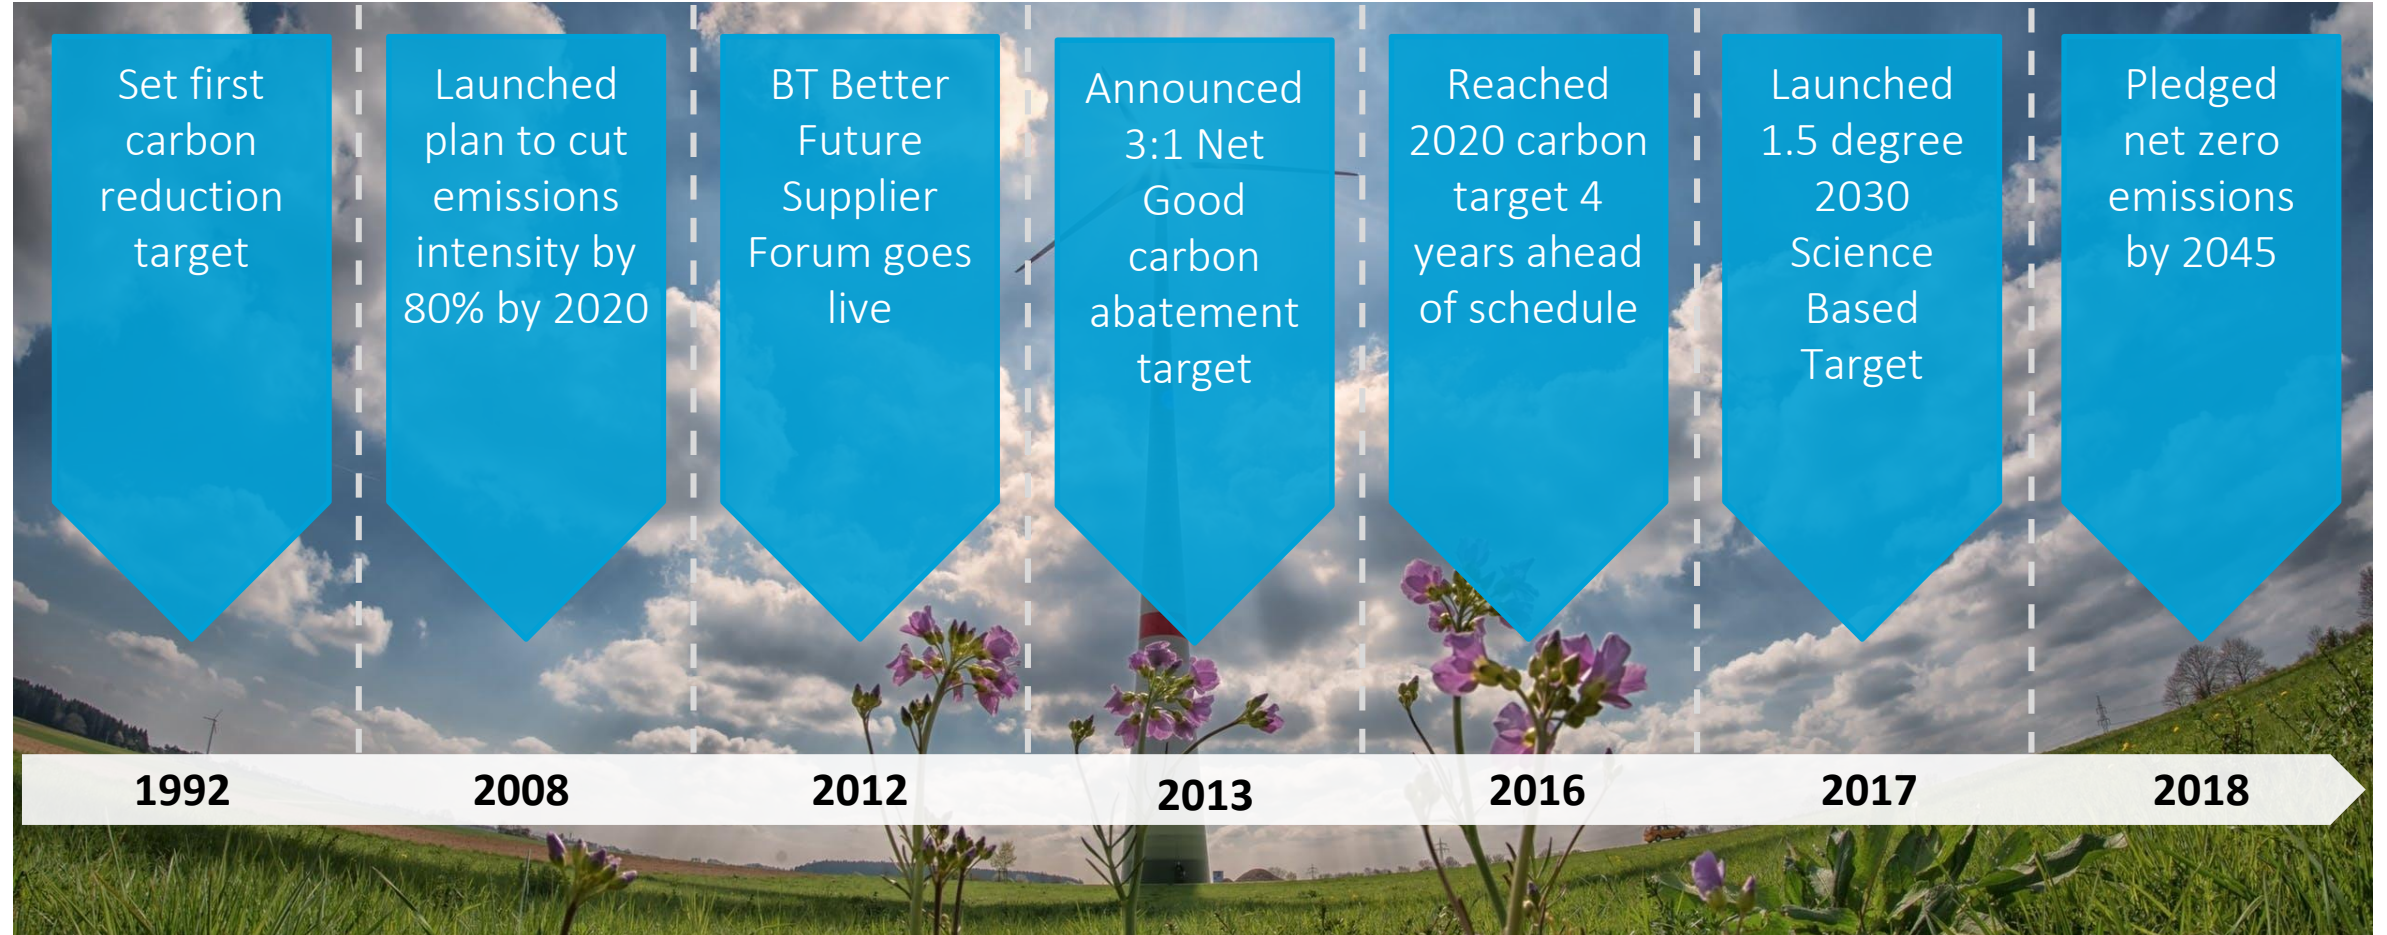 Set first
carbon
reduction
target
Launched
plan to cut
emissions
intensity by
80% by 2020
BT Better
Future
Supplier
Forum goes
live
Announced
3:1 Net
Good
carbon
abatement
target
Reached
2020 carbon
target 4
years ahead
of schedule
Launched
1.5 degree
2030
Science
Based
Target
Pledged
net zero
emissions
by 2045
1992
2008
2012
2013
2016
2017
2018